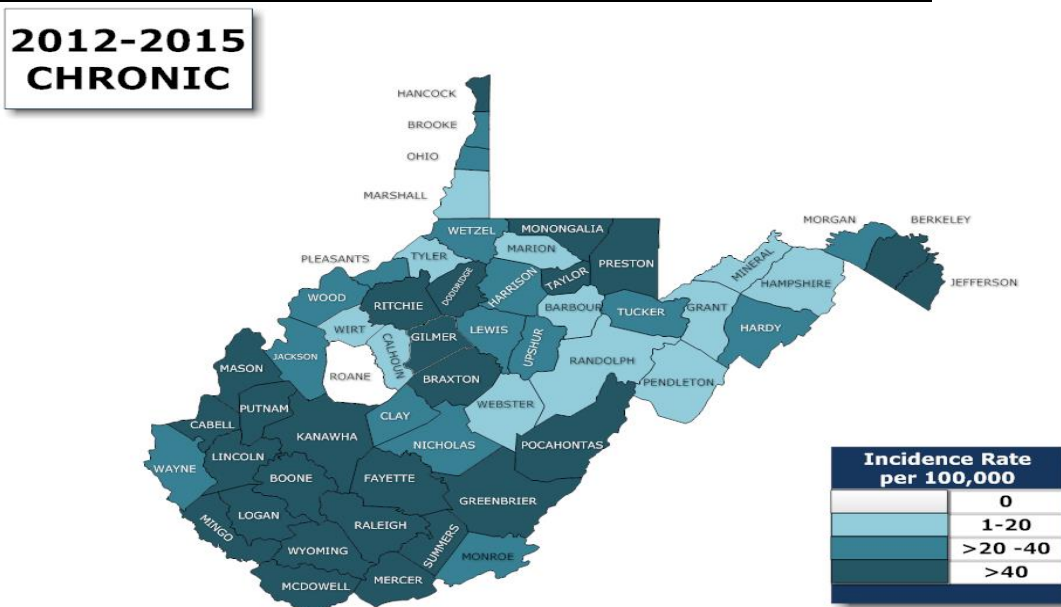 2012-2015
CHRONIC
HANCOCK
BROOKE
OHIO
MARSHALL
MORGAN
BERKELEY
WETZEL
MONONGALIA
PLEASANTS
TYLER
MARION
MINERAL
HAMPSHIRE
JEFFERSON
WOOD
RITCHIE
DODDRIDGE
HARRISON
TAYLOR
PRESTON
BARBOUR
TUCKER
GRANT
HARDY
WIRT
CALHOUN
GILMER
LEWIS
UPSHUR
JACKSON
ROANE
RANDOLPH
MASON
BRAXTON
PENDLETON
PUTNAM
CLAY
WEBSTER
CABELL
KANAWHA
NICHOLAS
POCAHONTAS
WAYNE
LINCOLN
BOONE
FAYETTE
GREENBRIER
MINGO
LOGAN
RALEIGH
SUMMERS
WYOMING
MONROE
MCDOWELL
MERCER
Incidence Rate
per 100,000
0
1-20
>20 -40
>40